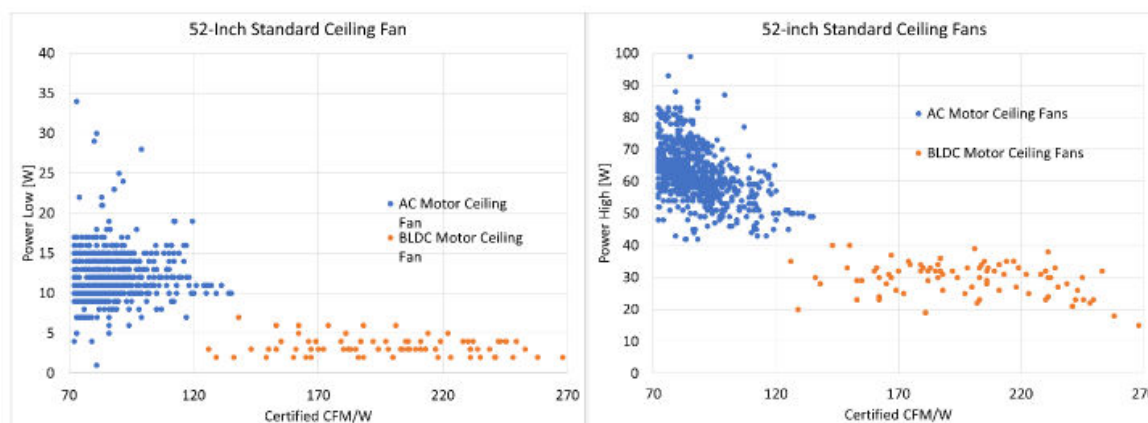 52-Inch Standard Ceiling Fan
40
35
30
25
20
15
10
5
0
Power Low [W]
70 120 170 220 270
Certified CFM/W
AC Motor Ceiling
Fan
BLDC Motor Ceiling
Fan
52-inch Standard Ceiling Fans
100
90
80
70
60
50
40
30
20
10
0
Power High [W]
70 120 170 220 270
Certified CFM/W
AC Motor Ceiling Fans
BLDC Motor Ceiling Fans